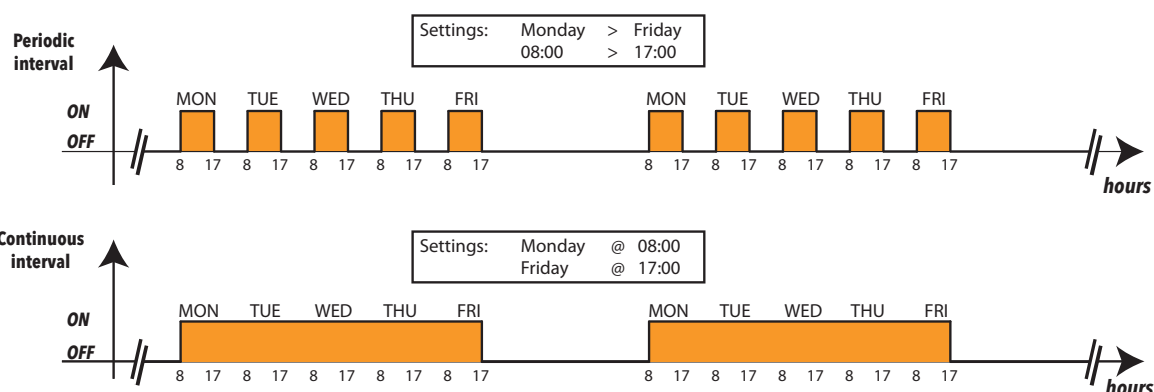 Settings: Monday > Friday
08:00 > 17:00
Periodic
interval
MON TUE WED THU FRI MON TUE WED THU FRI
ON
OFF
8 17 8 17 8 17 8 17 8 17 8 17 8 17 8 17 8 17 8 17
hours
Settings: Monday @ 08:00
Friday @ 17:00
Continuous
interval
MON TUE WED THU FRI MON TUE WED THU FRI
ON
OFF
8 17 8 17 8 17 8 17 8 17 8 17 8 17 8 17 8 17 8 17
hours